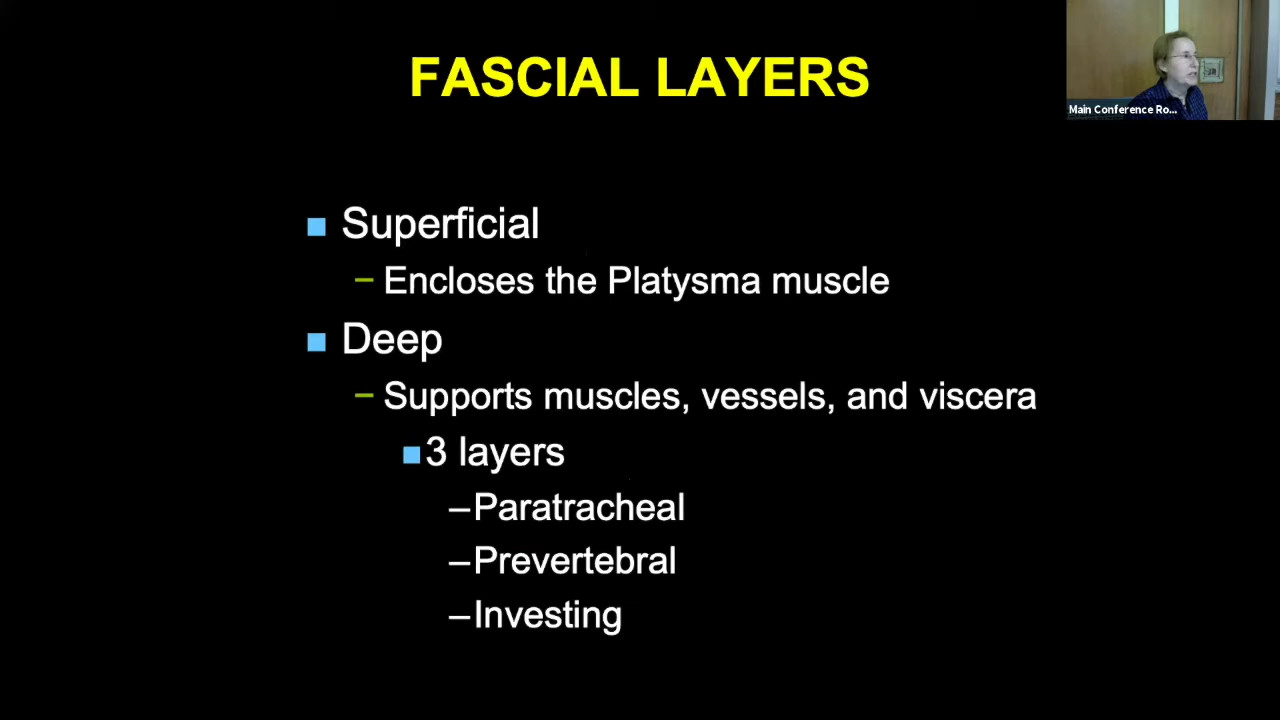 FASCIAL LAYERS
Main Conference Ro...
■ Superficial
– Encloses the Platysma muscle
■ Deep
– Supports muscles, vessels, and viscera
■ 3 layers
–Paratracheal
–Prevertebral
–Investing